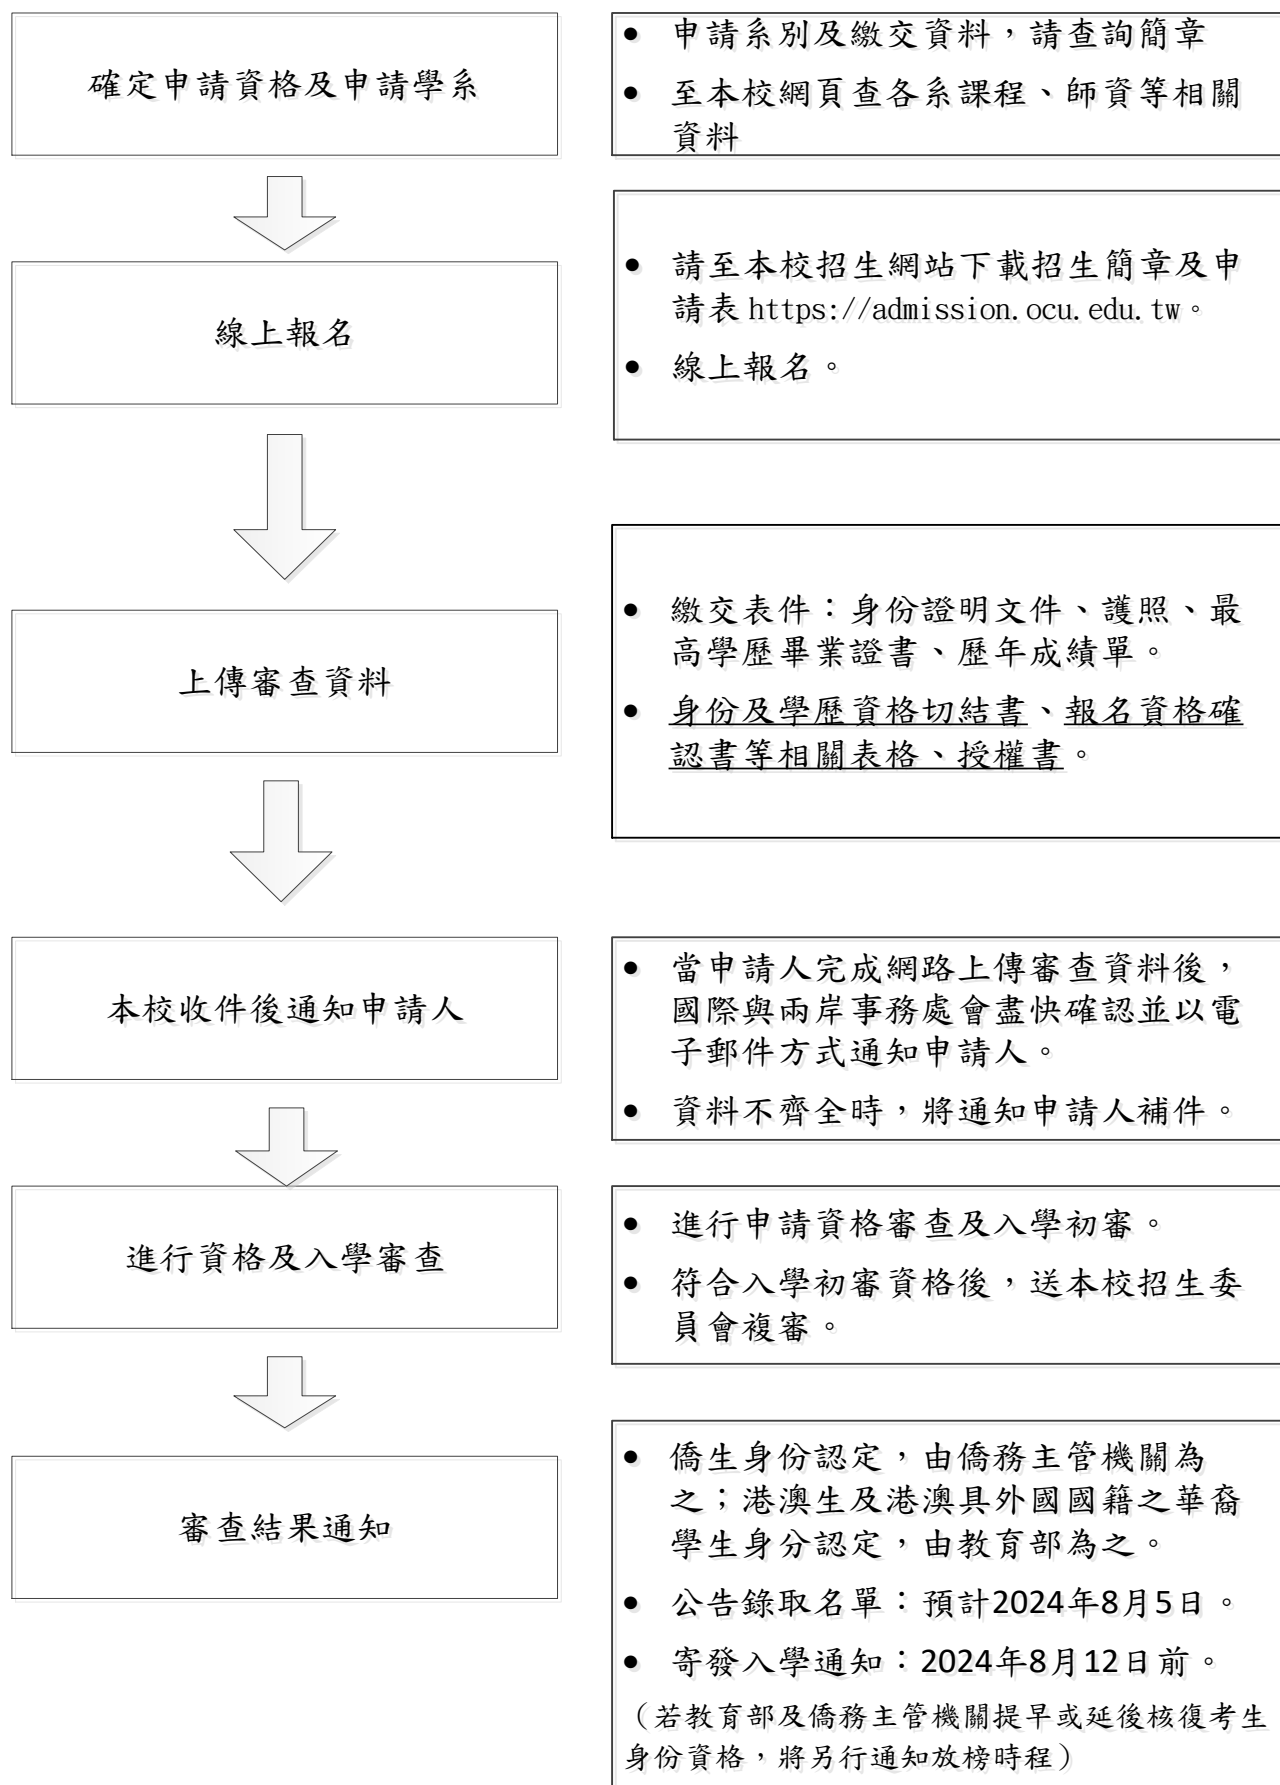 確定申請資格及申請學系
● 申請系別及繳交資料，請查詢簡章
● 至本校網頁查各系課程、師資等相關
資料
線上報名
● 請至本校招生網站下載招生簡章及申
請表 https://admission.ocu.edu.tw。
● 線上報名。
上傳審查資料
● 繳交表件：身份證明文件、護照、最
高學歷畢業證書、歷年成績單。
● 身份及學歷資格切結書、報名資格確
認書等相關表格、授權書。
本校收件後通知申請人
● 當申請人完成網路上傳審查資料後，
國際與兩岸事務處會盡快確認並以電
子郵件方式通知申請人。
● 資料不齊全時，將通知申請人補件。
進行資格及入學審查
● 進行申請資格審查及入學初審。
● 符合入學初審資格後，送本校招生委
員會複審。
審查結果通知
● 僑生身份認定，由僑務主管機關為
之；港澳生及港澳具外國國籍之華裔
學生身分認定，由教育部為之。
● 公告錄取名單：預計2024年8月5日。
● 寄發入學通知：2024年8月12日前。
（若教育部及僑務主管機關提早或延後核復考生
身份資格，將另行通知放榜時程）